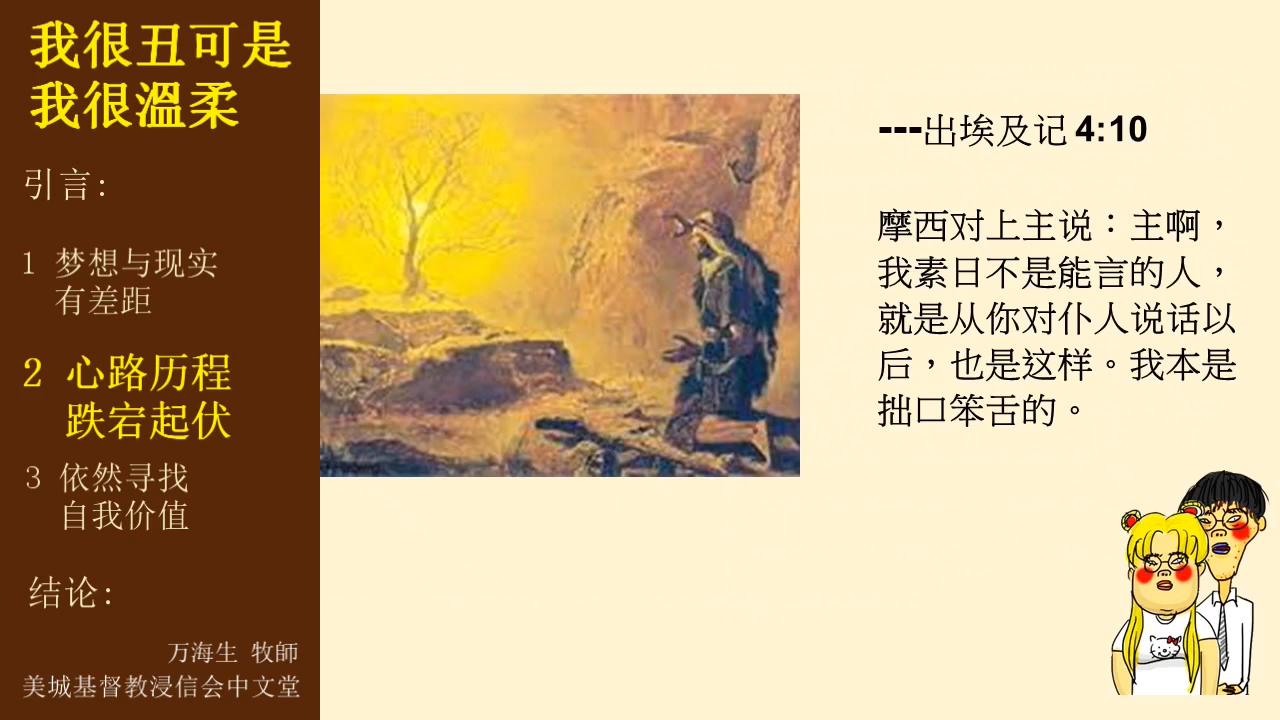 我很丑可是
我很溫柔
引言:
1 梦想与现实
有差距
2 心路历程
跌宕起伏
3 依然寻找
自我价值
结论:
万海生 牧師
美城基督教浸信会中文堂
---出埃及记 4:10
摩西对上主说：主啊，
我素日不是能言的人，
就是从你对仆人说话以
后，也是这样。我本是
拙口笨舌的。